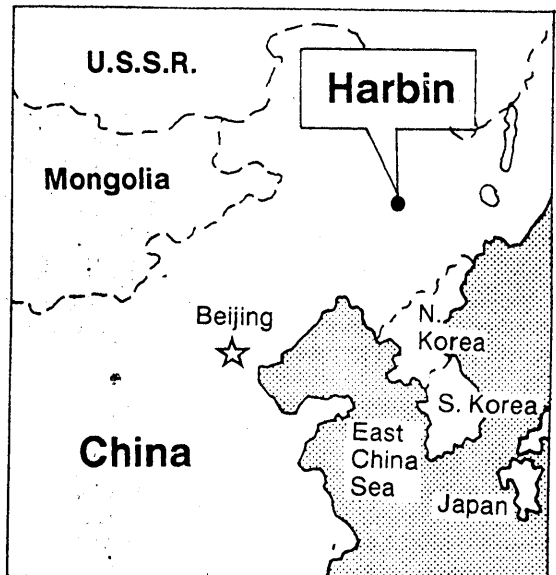 U.S.S.R.
Harbin
Mongolia
Beijing
N.
Korea
S. Korea
East
China
Sea
China
Japan